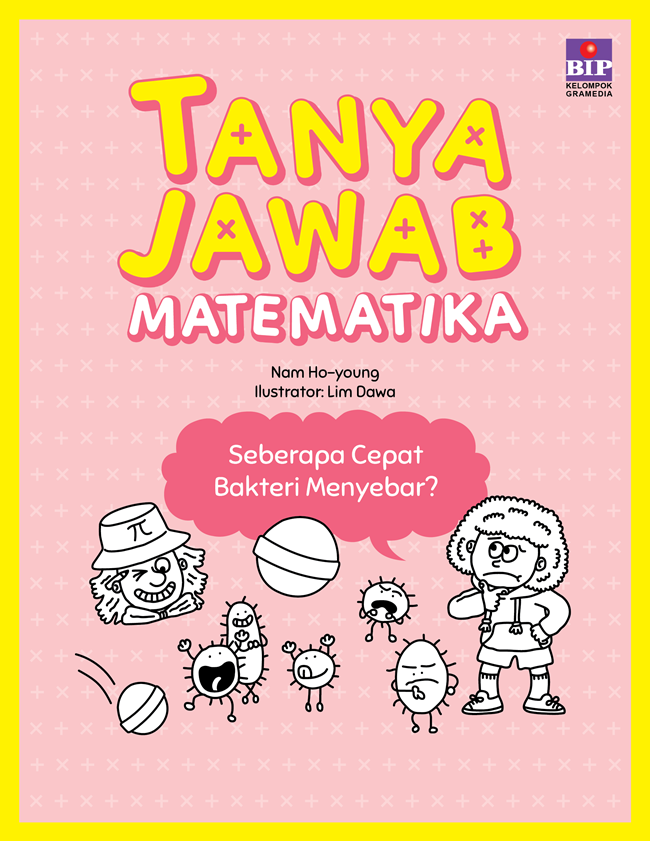 BIP
KELOMPOK
GRAMEDIA
TANYA
JAWAB
MATEMATIKA
Nam Ho-young
Ilustrator: Lim Dawa
Seberapa Cepat
Bakteri Menyebar?
π